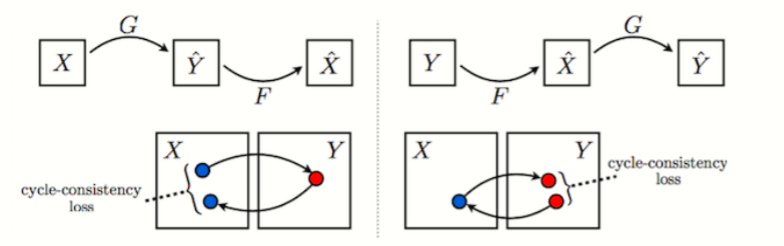 G
X
Ŷ
X̂
F
X
Y
cycle-consistency
loss
G
Y
X̂
Ŷ
F
X
Y
cycle-consistency
loss